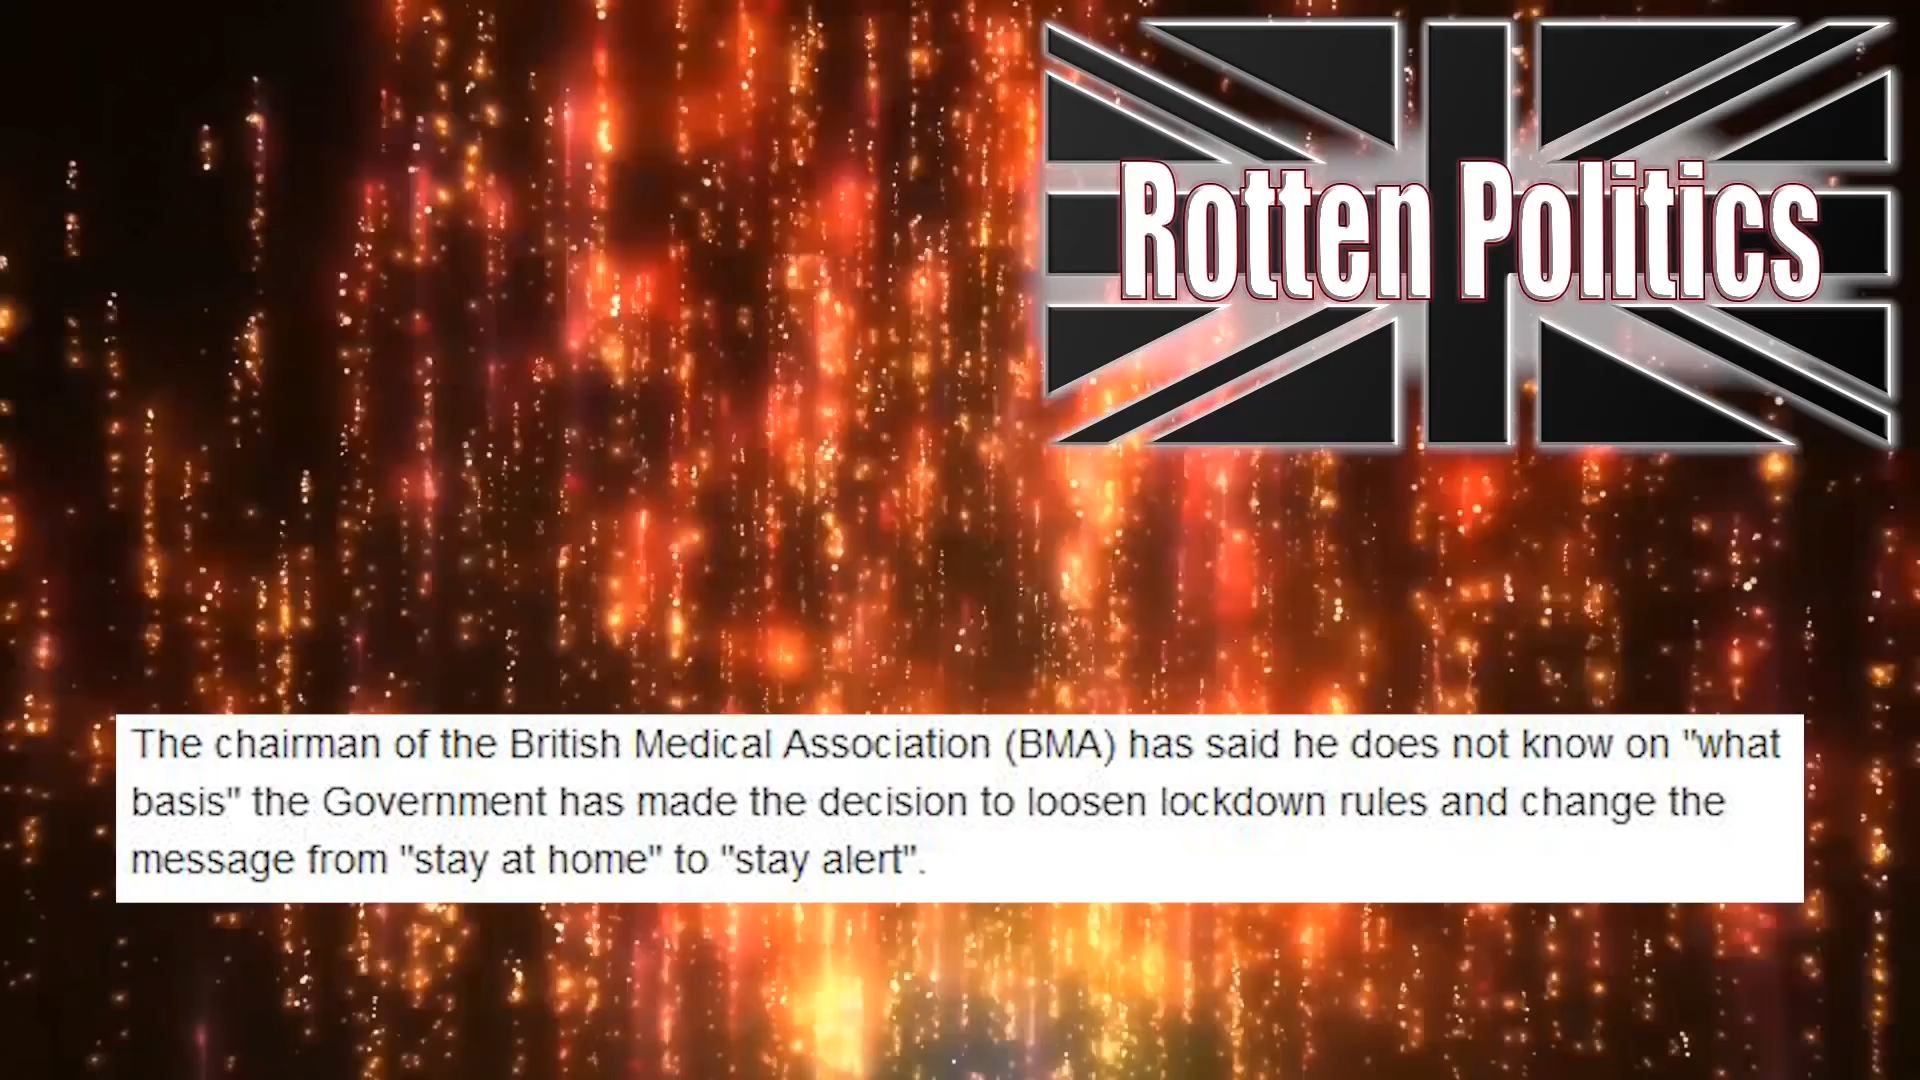 Rotten Politics
The chairman of the British Medical Association (BMA) has said he does not know on "what
basis" the Government has made the decision to loosen lockdown rules and change the
message from "stay at home" to "stay alert".